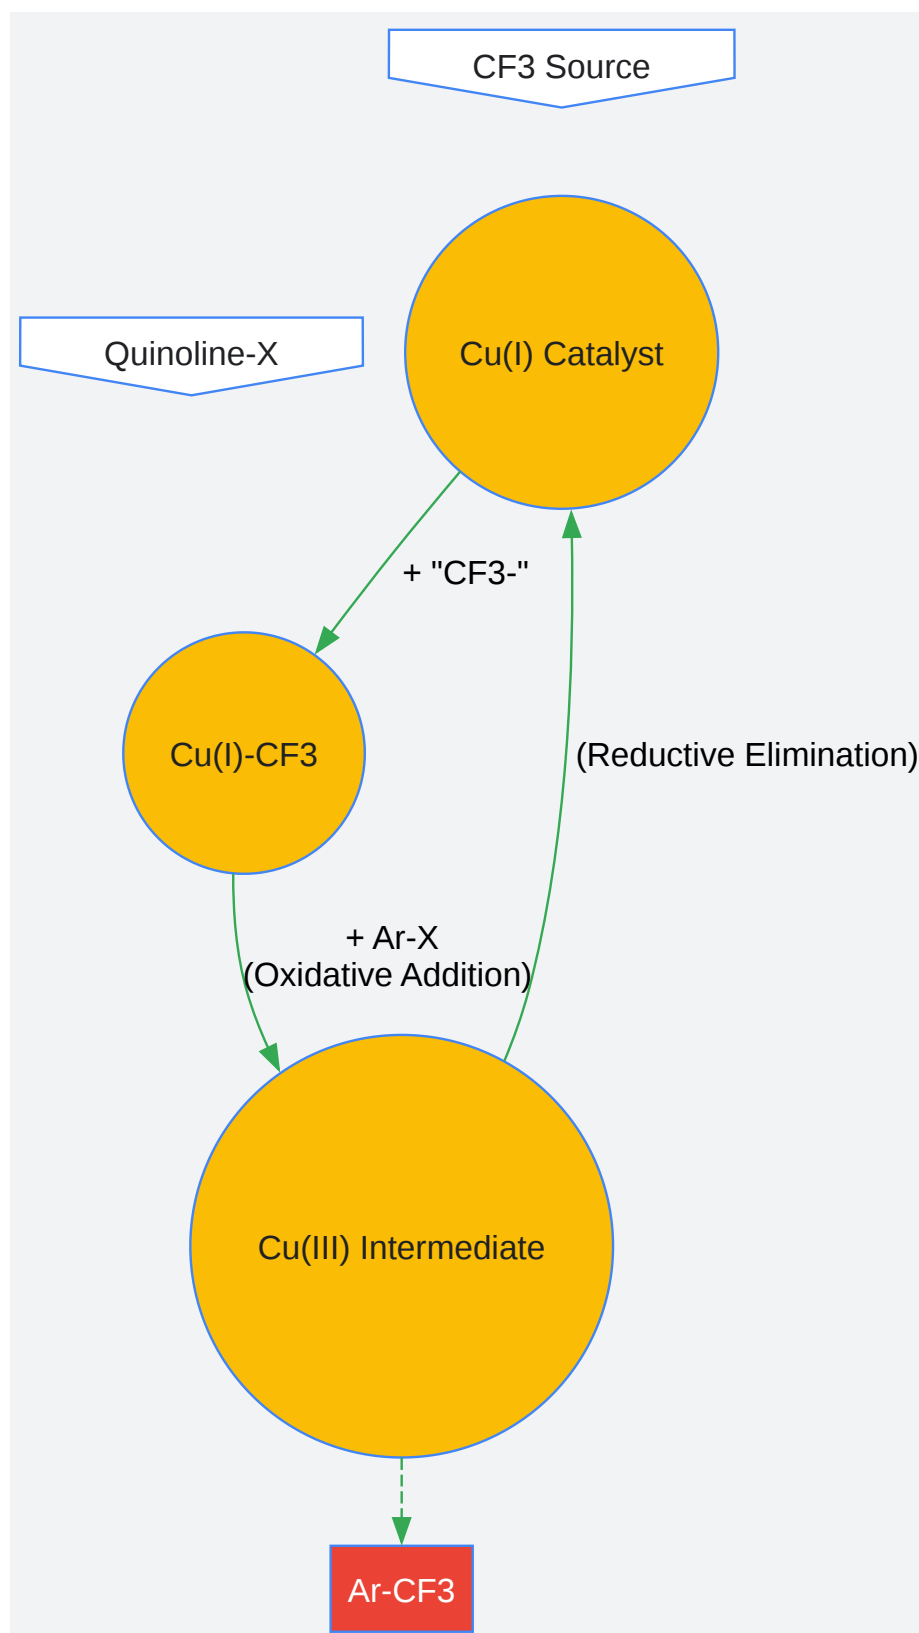 CF3 Source
Quinoline-X
Cu(I) Catalyst
+ "CF3-"
Cu(I)-CF3
(Reductive Elimination)
+ Ar-X
(Oxidative Addition)
Cu(III) Intermediate
Ar-CF3